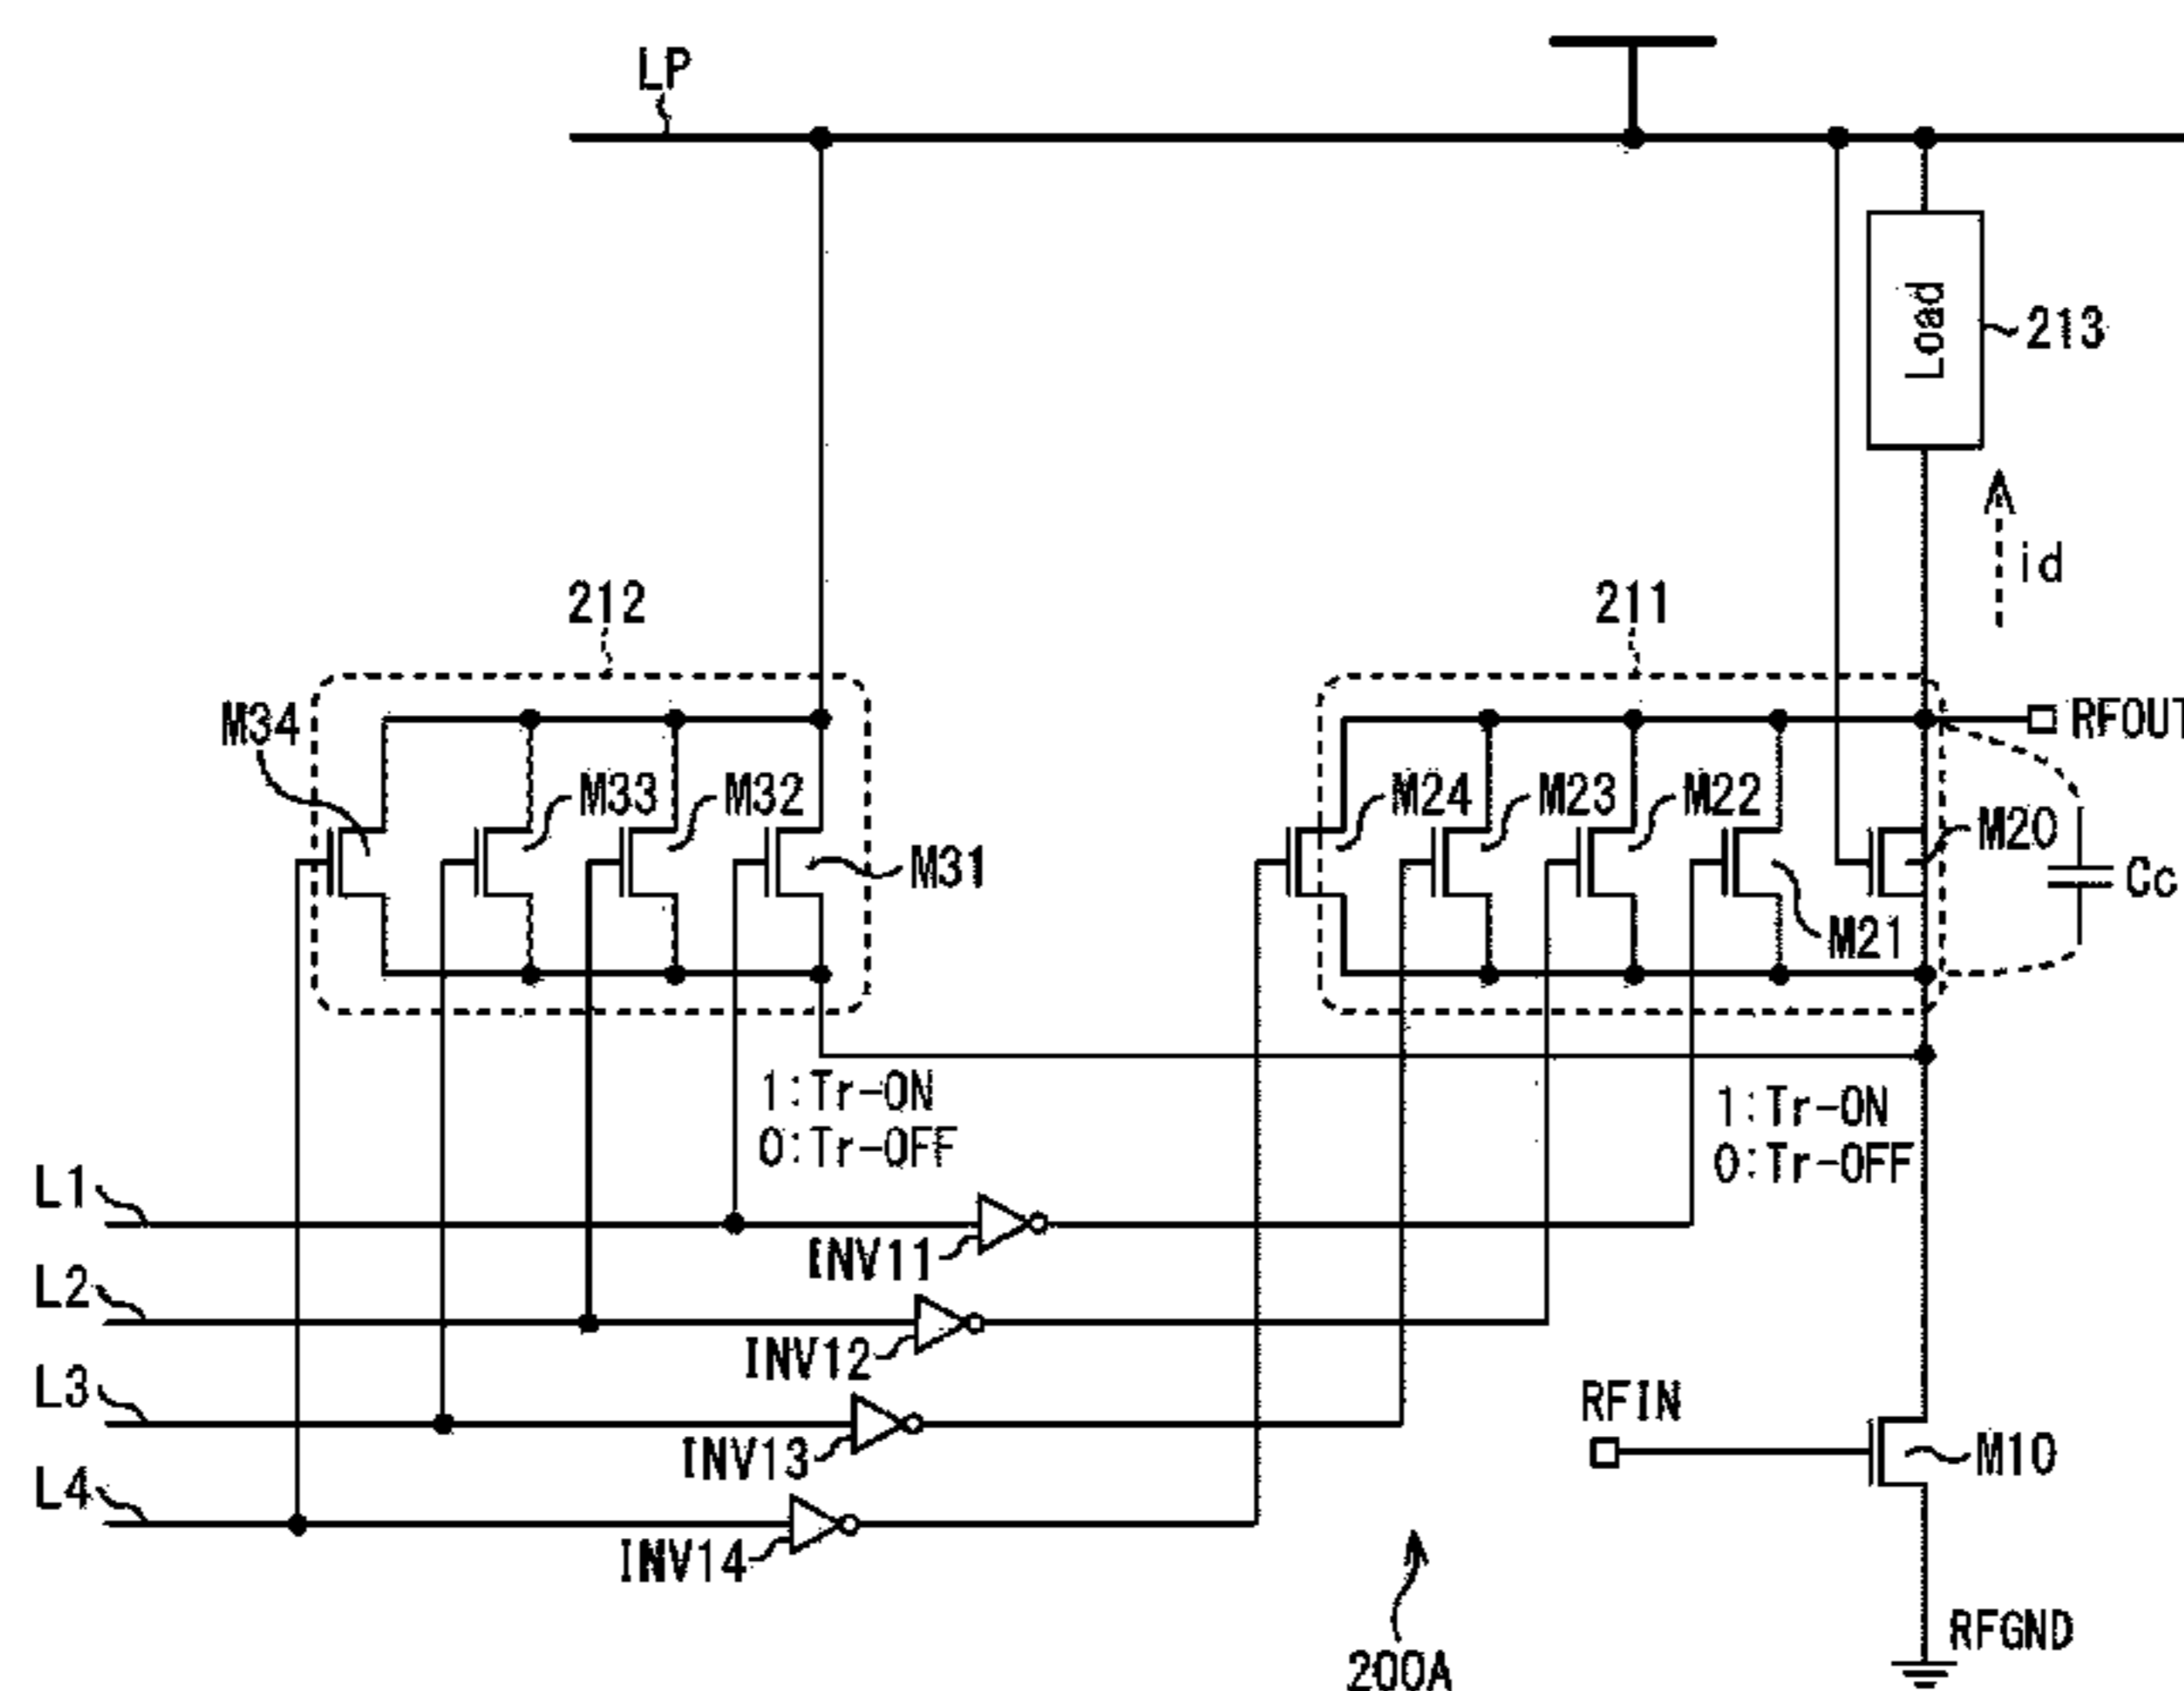 LP
Load
213
id
212
211
M34
M33
M32
M31
M24
M23
M22
M21
M20
RFOUT
Cc
1:Tr-ON
0:Tr-OFF
1:Tr-ON
0:Tr-OFF
L1
INV11
L2
INV12
L3
INV13
L4
INV14
RFIN
M10
RFGND
200A